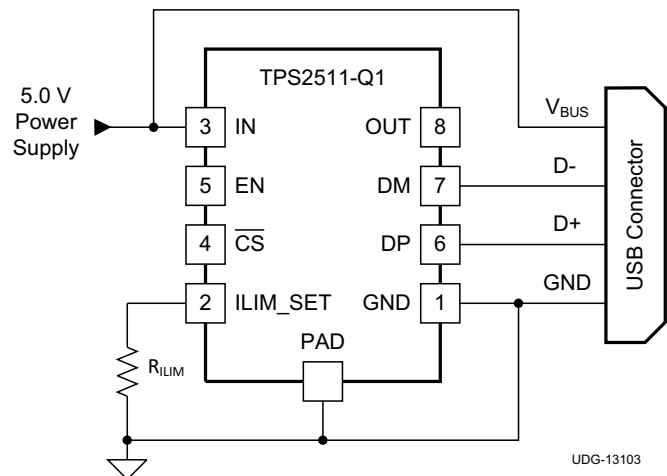 TPS2511-Q1
5.0 V
Power
Supply
3 IN
OUT 8
VBUS
5 EN
DM 7
D-
4 CS
DP 6
D+
2 ILIM_SET
GND 1
GND
USB Connector
PAD
RILIM
UDG-13103